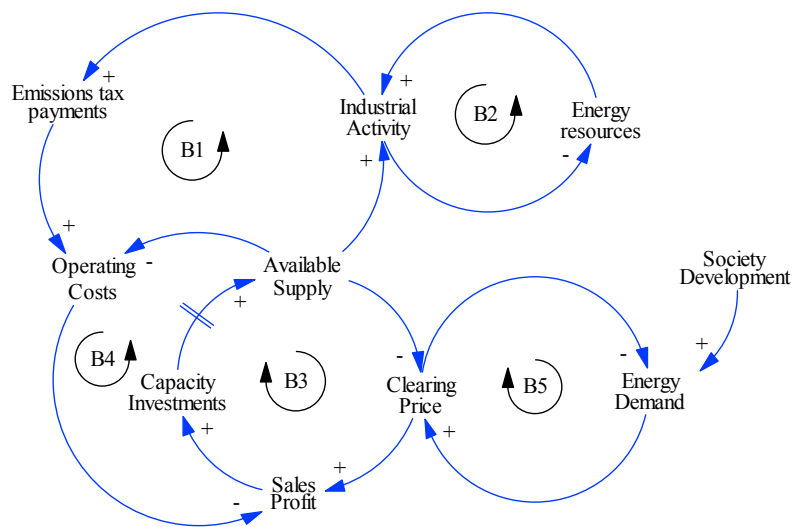 +
Emissions tax
payments
B1
+
Industrial
Activity
+
+
B2
Energy
resources
-
+
Operating
Costs
-
Available
Supply
+
Society
Development
+
B4
Capacity
Investments
+
B3
-
Clearing
Price
+
B5
-
Energy
Demand
+
Sales
Profit
-